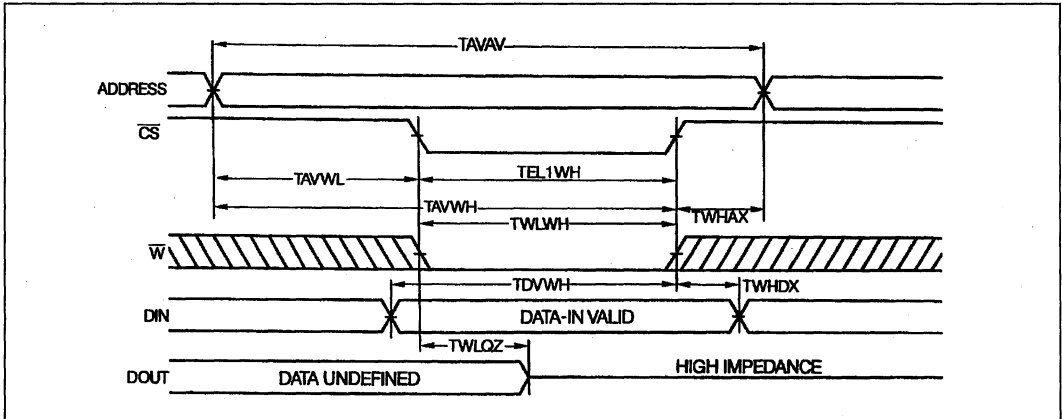 TAVAV
ADDRESS
CS
TAVWL
TEL1WH
TAVWH
TWHAX
TWLWH
W
TDVWH
TWHDX
DIN
DATA-IN VALID
TWLQZ
HIGH IMPEDANCE
DOUT
DATA UNDEFINED